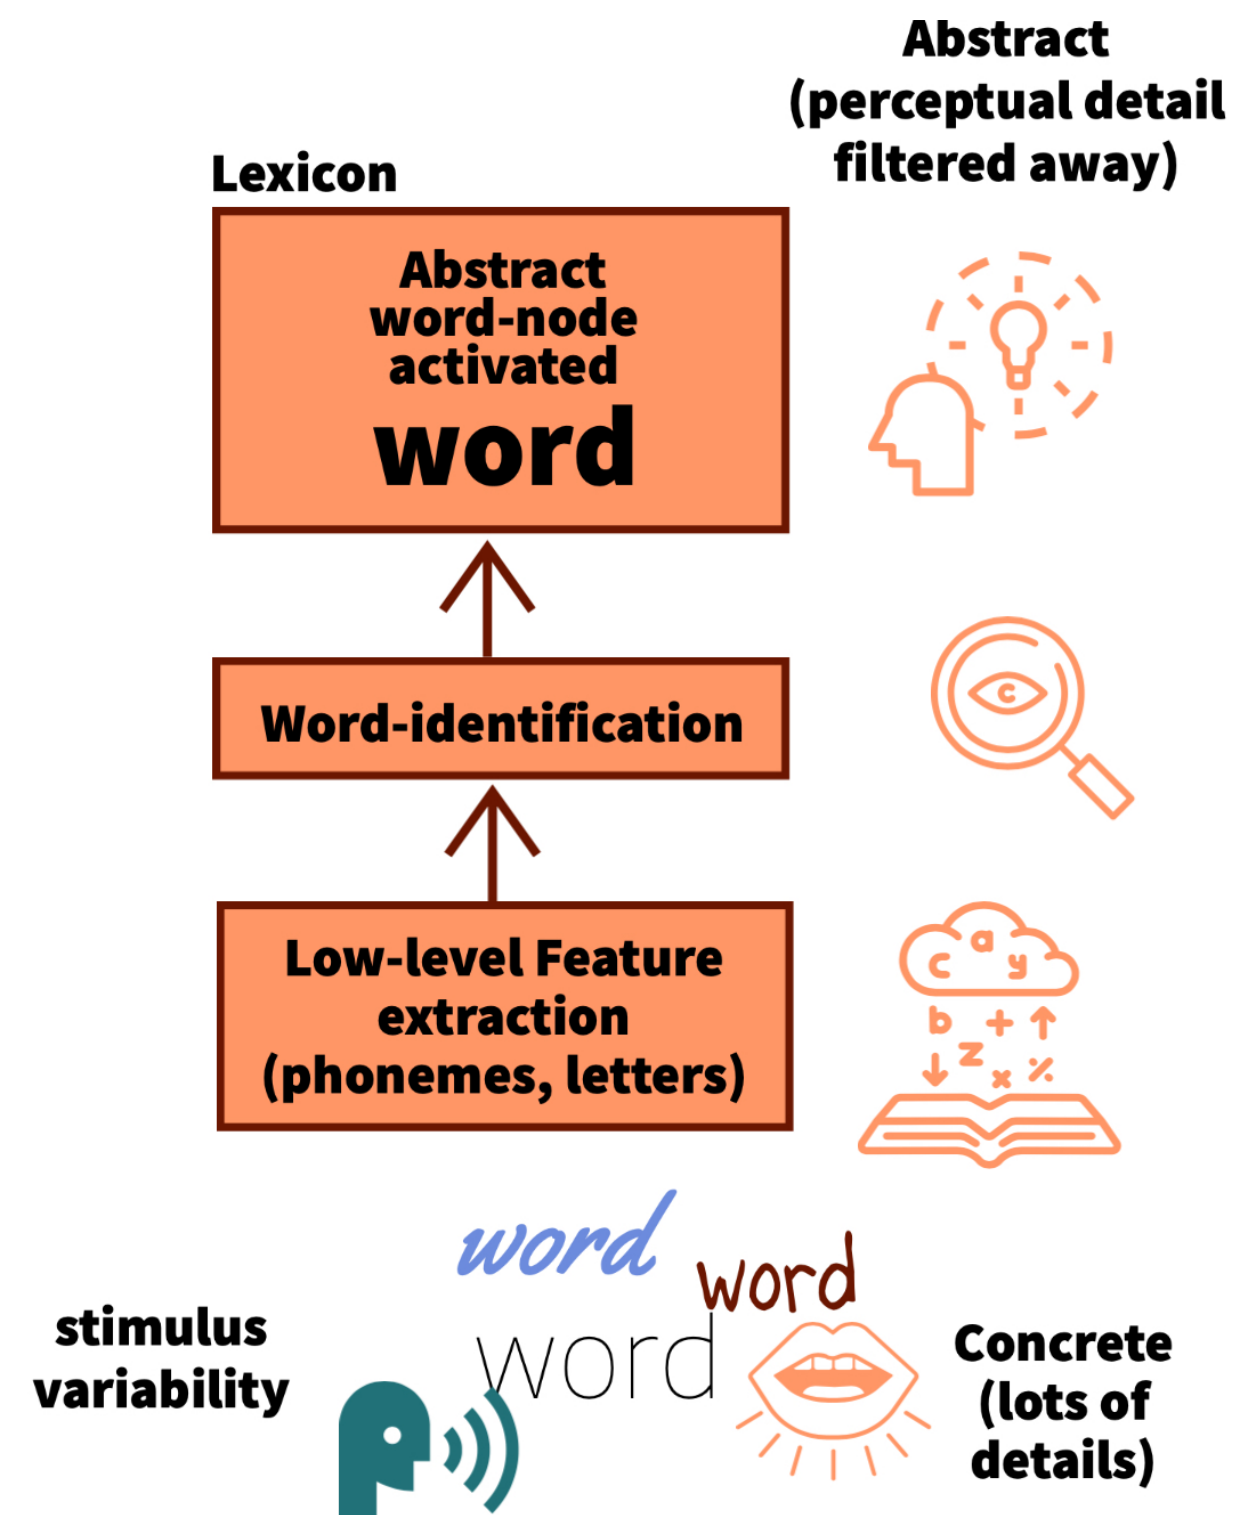 Abstract
(perceptual detail
filtered away)
Lexicon
Abstract
word-node
activated
word
Word-identification
c
Low-level Feature
extraction
(phonemes, letters)
a
c y
b + ↑
↓ z x %
word
word
word
stimulus
variability
Concrete
(lots of
details)